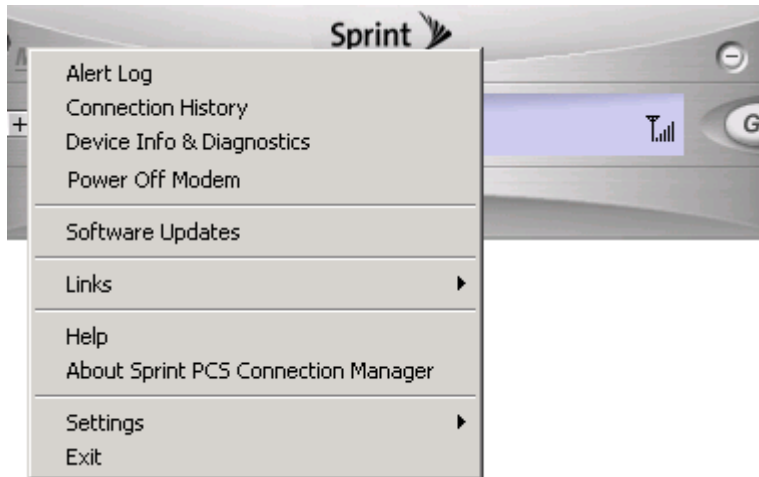 Sprint
M
Alert Log
Connection History
+
Device Info & Diagnostics
G
Power Off Modem
Software Updates
Links
Help
About Sprint PCS Connection Manager
Settings
Exit